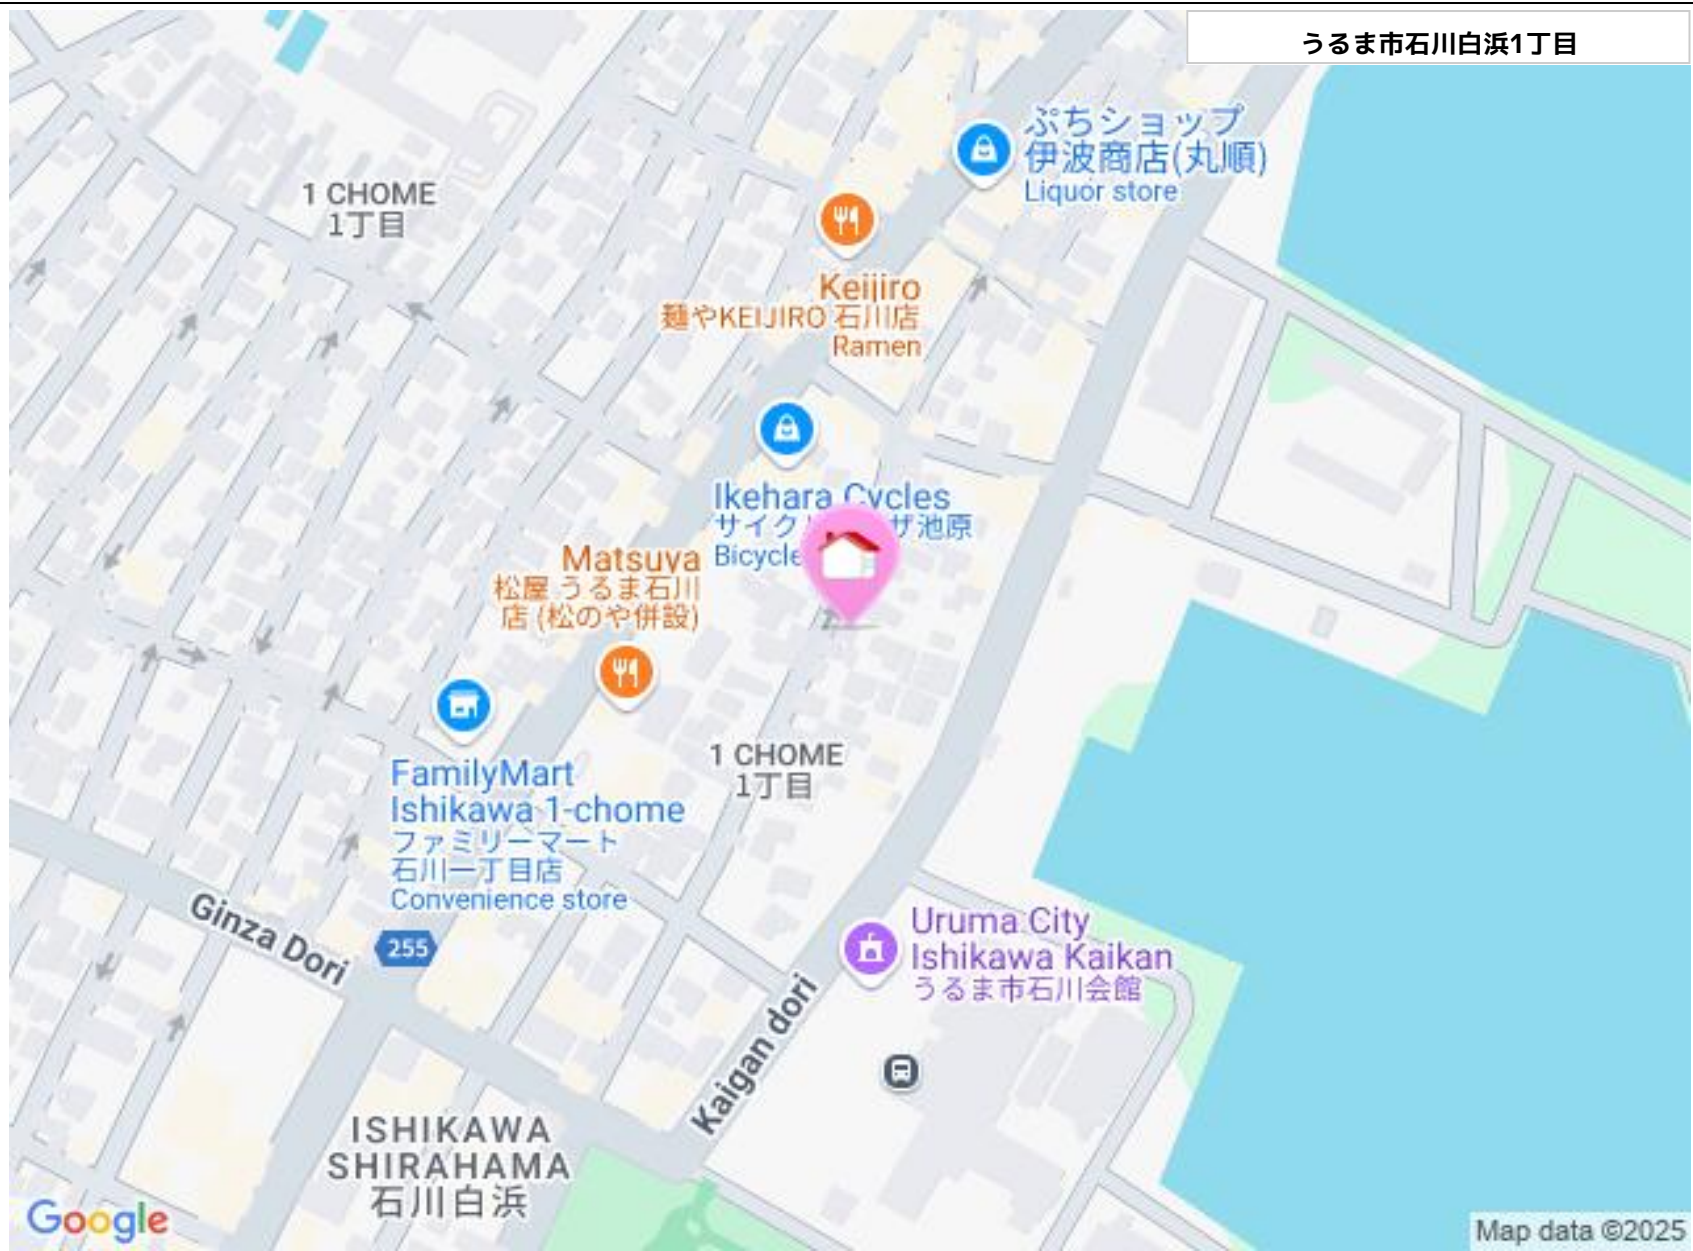 うるま市石川白浜1丁目
ぷちショップ
伊波商店(丸順)
Liquor store
1 CHOME
1丁目
Keijiro
麺やKEIJIRO 石川店
Ramen
Ikehara Cycles
サイク
ザ池原
Bicycle
Matsuya
松屋 うるま石川
店 (松のや併設)
1 CHOME
1丁目
FamilyMart
Ishikawa 1-chome
ファミリーマート
石川一丁目店
Convenience store
Ginza Dori
255
Uruma City
Ishikawa Kaikan
うるま市石川会館
Kaigan dori
ISHIKAWA
SHIRAHAMA
石川白浜
Google
Map data ©2025